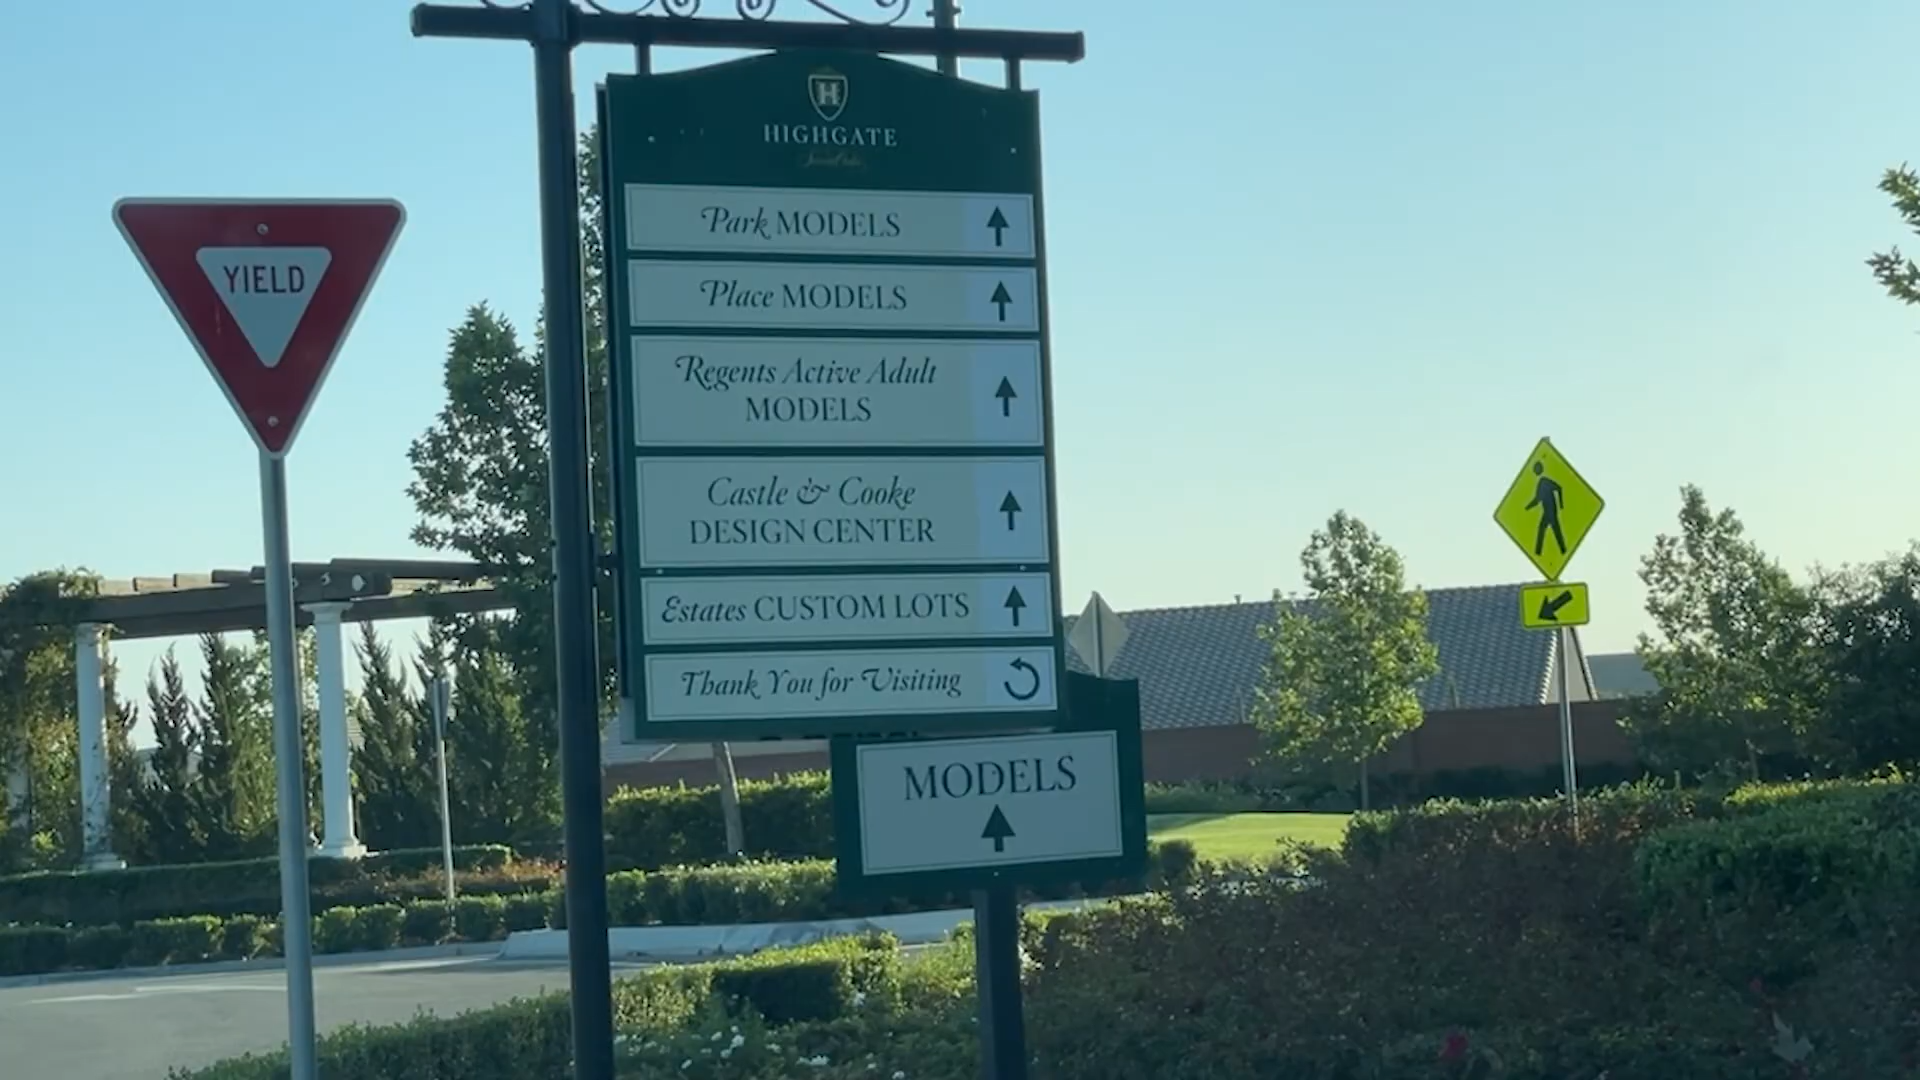 YIELD
H
HIGHGATE
Park MODELS
Place MODELS
Regents Active Adult
MODELS
Castle & Cooke
DESIGN CENTER
Estates CUSTOM LOTS
Thank You for Visiting
MODELS